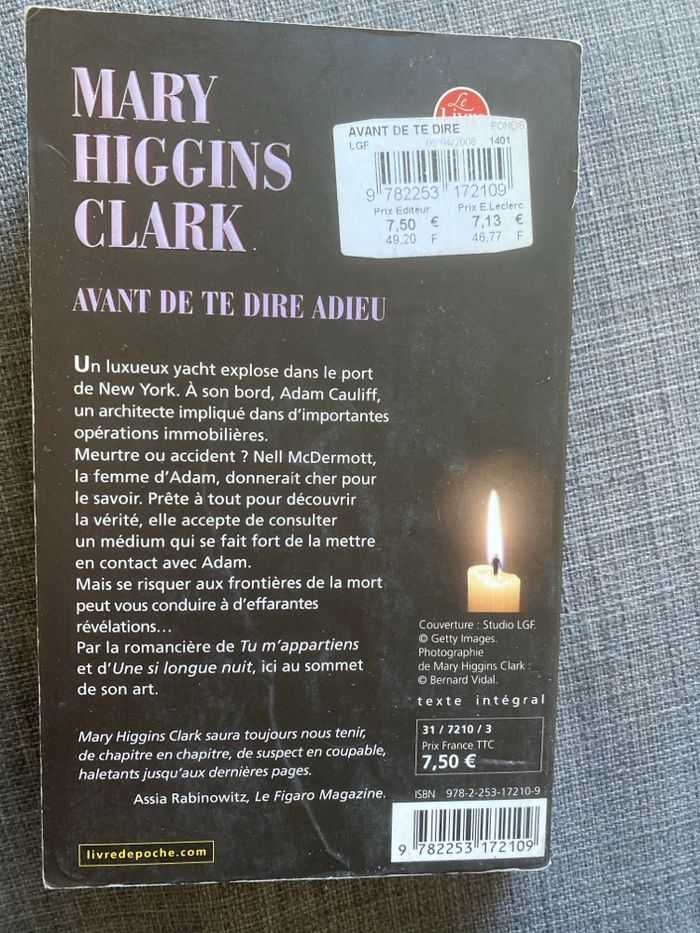 MARY
HIGGINS
CLARK
Le
Livre
AVANT DE TE DIRE FONDS
LGF 09/04/2008 1401
9 782253 172109
Prix Editeur Prix E.Leclerc
7,50 € 7,13 €
49,20 F 46,77 F
AVANT DE TE DIRE ADIEU
Un luxueux yacht explose dans le port
de New York. À son bord, Adam Cauliff,
un architecte impliqué dans d'importantes
opérations immobilières.
Meurtre ou accident ? Nell McDermott,
la femme d'Adam, donnerait cher pour
le savoir. Prête à tout pour découvrir
la vérité, elle accepte de consulter
un médium qui se fait fort de la mettre
en contact avec Adam.
Mais se risquer aux frontières de la mort
peut vous conduire à d'effarantes
révélations…
Par la romancière de Tu m'appartiens
et d'Une si longue nuit, ici au sommet
de son art.
Mary Higgins Clark saura toujours nous tenir,
de chapitre en chapitre, de suspect en coupable,
haletants jusqu'aux dernières pages.
Assia Rabinowitz, Le Figaro Magazine.
livredepoche.com
Couverture : Studio LGF.
© Getty Images.
Photographie
de Mary Higgins Clark :
© Bernard Vidal.
texte intégral
31 / 7210 / 3
Prix France TTC
7,50 €
ISBN 978-2-253-17210-9
9 782253 172109